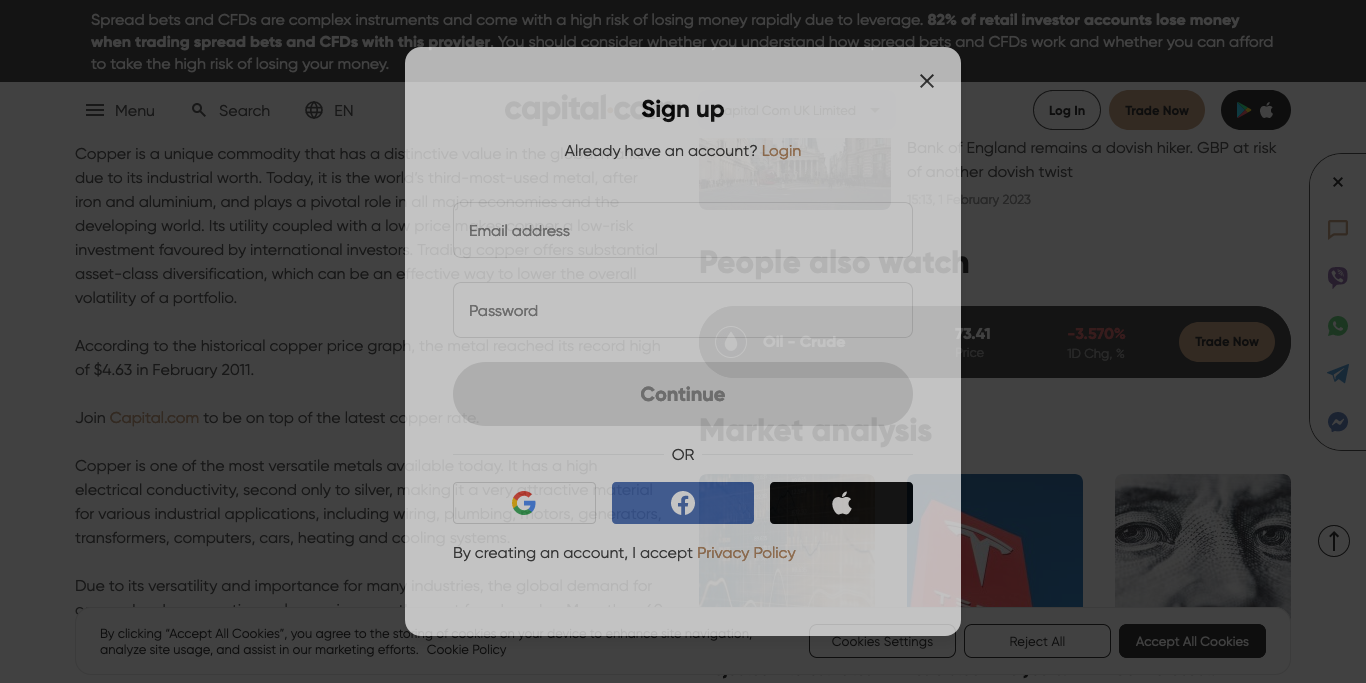 Spread bets and CFDs are complex instruments and come with a high risk of losing money rapidly due to leverage. 82% of retail investor accounts lose money
when trading spread bets and CFDs with this provider. You should consider whether you understand how spread bets and CFDs work and whether you can afford
to take the high risk of losing your money.
Menu
Search
EN
capital.co
Capital Com UK Limited
Log In
Trade Now
Sign up
Already have an account? Login
Email address
Password
Continue
OR
By creating an account, I accept Privacy Policy
Copper is a unique commodity that has a distinctive value in the global
due to its industrial worth. Today, it is the world's third-most-used metal, after
iron and aluminium, and plays a pivotal role in all major economies and the
developing world. Its utility coupled with a low price makes copper a low-risk
investment favoured by international investors. Trading copper offers substantial
asset-class diversification, which can be an effective way to lower the overall
volatility of a portfolio.
According to the historical copper price graph, the metal reached its record high
of $4.63 in February 2011.
Join Capital.com to be on top of the latest copper rate.
Copper is one of the most versatile metals available today. It has a high
electrical conductivity, second only to silver, making it a very attractive material
for various industrial applications, including wiring, plumbing, motors, generators,
transformers, computers, cars, heating and cooling systems.
Due to its versatility and importance for many industries, the global demand for
Bank of England remains a dovish hiker. GBP at risk
of another dovish twist
15:13, 1 February 2023
People also watch
Oil - Crude
73.41
Price
-3.570%
1D Chg, %
Trade Now
Market analysis
By clicking "Accept All Cookies", you agree to the storing of cookies on your device to enhance site navigation,
analyze site usage, and assist in our marketing efforts. Cookie Policy
Cookies Settings
Reject All
Accept All Cookies